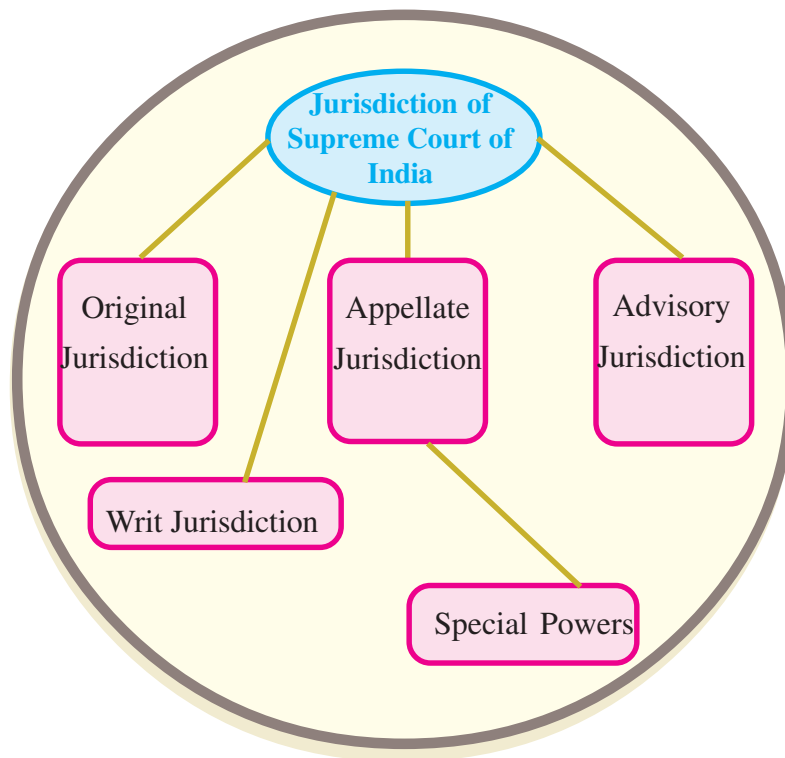 Jurisdiction of
Supreme Court of
India
Original
Jurisdiction
Appellate
Jurisdiction
Advisory
Jurisdiction
Writ Jurisdiction
Special Powers